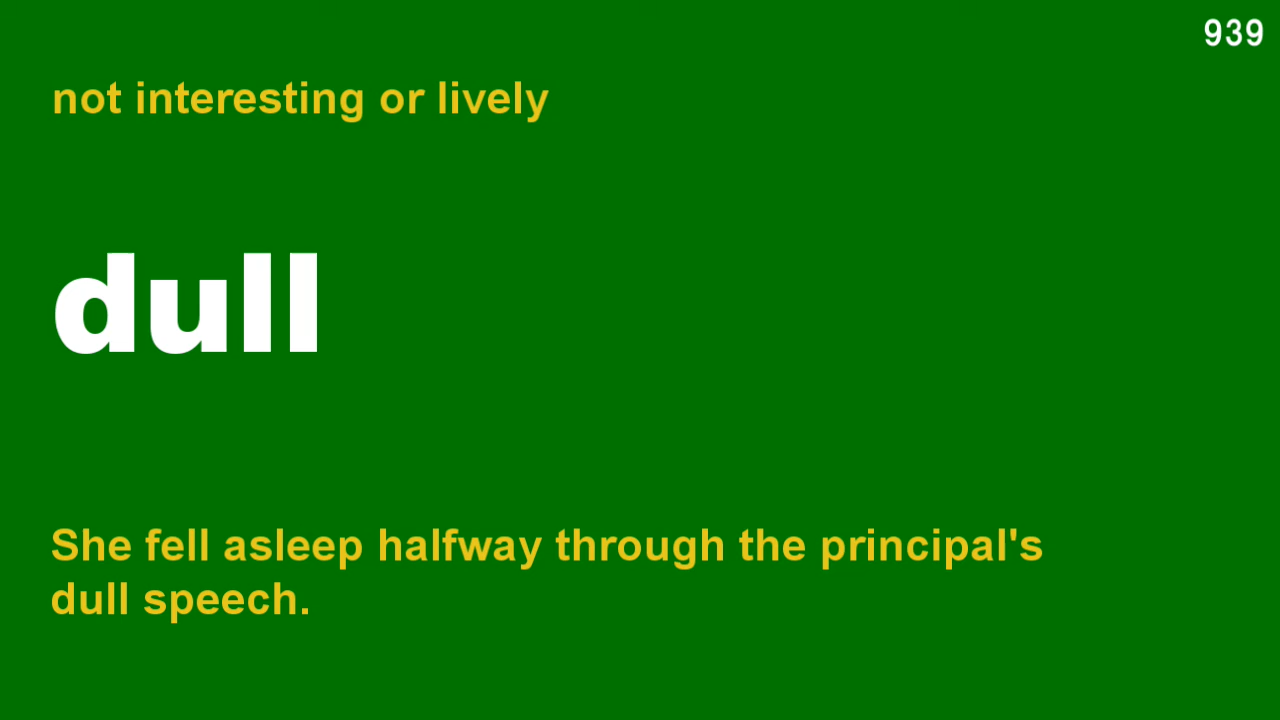 939
not interesting or lively
dull
She fell asleep halfway through the principal's
dull speech.